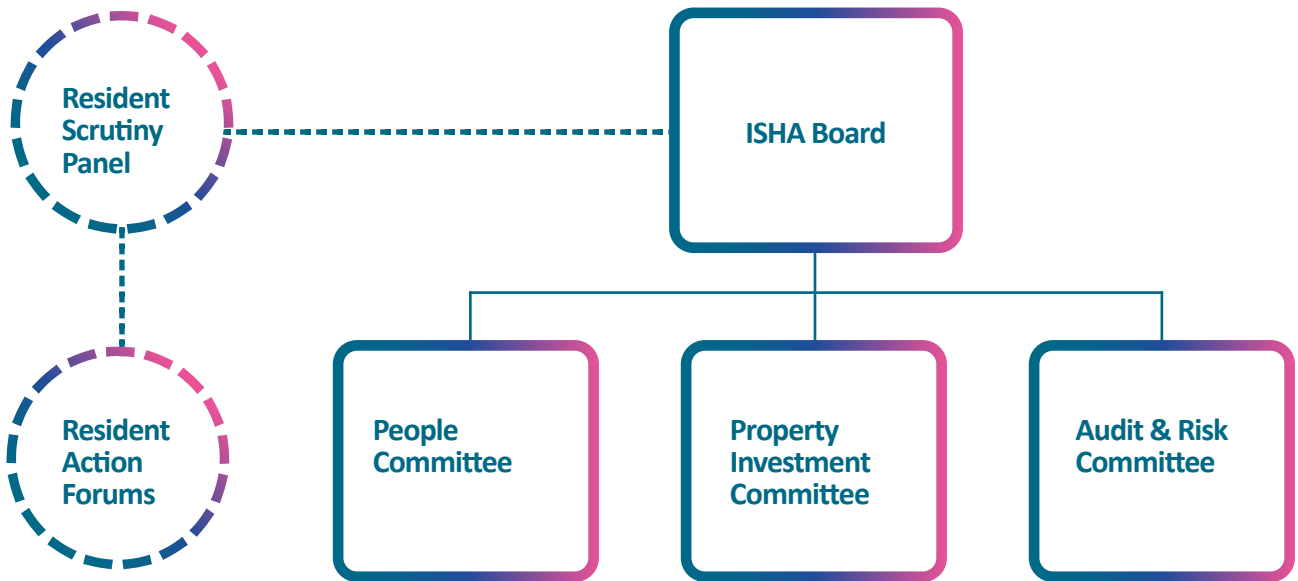 Resident
Scrutiny
Panel
ISHA Board
Resident
Action
Forums
People
Committee
Property
Investment
Committee
Audit & Risk
Committee